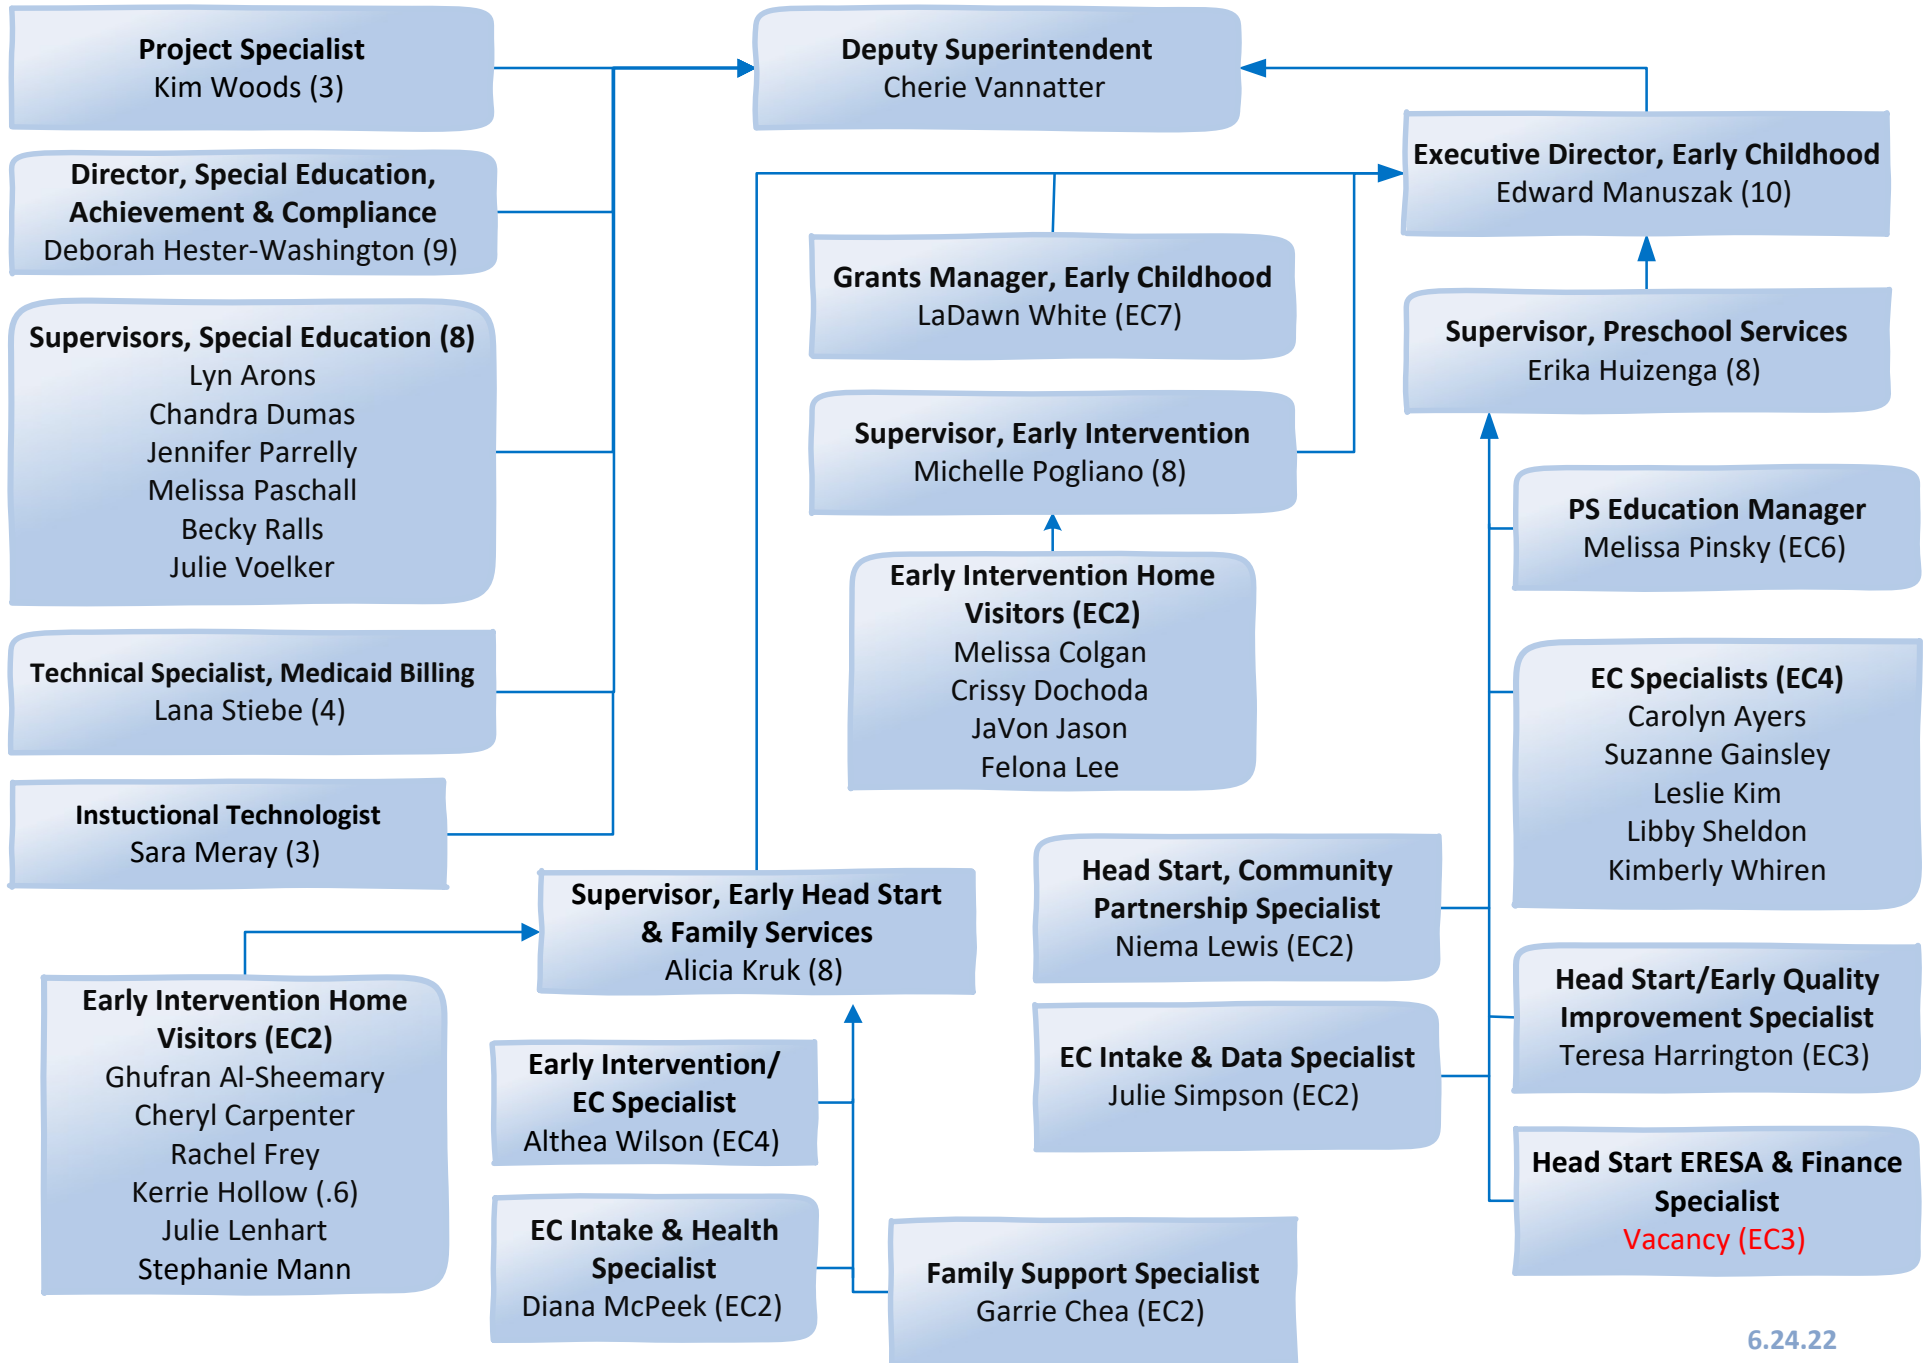 Project Specialist
Kim Woods (3)
Deputy Superintendent
Cherie Vannatter
Executive Director, Early Childhood
Edward Manuszak (10)
Director, Special Education,
Achievement & Compliance
Deborah Hester-Washington (9)
Grants Manager, Early Childhood
LaDawn White (EC7)
Supervisor, Preschool Services
Erika Huizenga (8)
Supervisors, Special Education (8)
Lyn Arons
Chandra Dumas
Jennifer Parrelly
Melissa Paschall
Becky Ralls
Julie Voelker
Supervisor, Early Intervention
Michelle Pogliano (8)
PS Education Manager
Melissa Pinsky (EC6)
Early Intervention Home
Visitors (EC2)
Melissa Colgan
Crissy Dochoda
JaVon Jason
Felona Lee
Technical Specialist, Medicaid Billing
Lana Stiebe (4)
EC Specialists (EC4)
Carolyn Ayers
Suzanne Gainsley
Leslie Kim
Libby Sheldon
Kimberly Whiren
Instuctional Technologist
Sara Meray (3)
Supervisor, Early Head Start
& Family Services
Alicia Kruk (8)
Head Start, Community
Partnership Specialist
Niema Lewis (EC2)
Early Intervention Home
Visitors (EC2)
Ghufran Al-Sheemary
Cheryl Carpenter
Rachel Frey
Kerrie Hollow (.6)
Julie Lenhart
Stephanie Mann
Head Start/Early Quality
Improvement Specialist
Teresa Harrington (EC3)
EC Intake & Data Specialist
Julie Simpson (EC2)
Early Intervention/
EC Specialist
Althea Wilson (EC4)
Head Start ERESA & Finance
Specialist
Vacancy (EC3)
EC Intake & Health
Specialist
Diana McPeek (EC2)
Family Support Specialist
Garrie Chea (EC2)
6.24.22